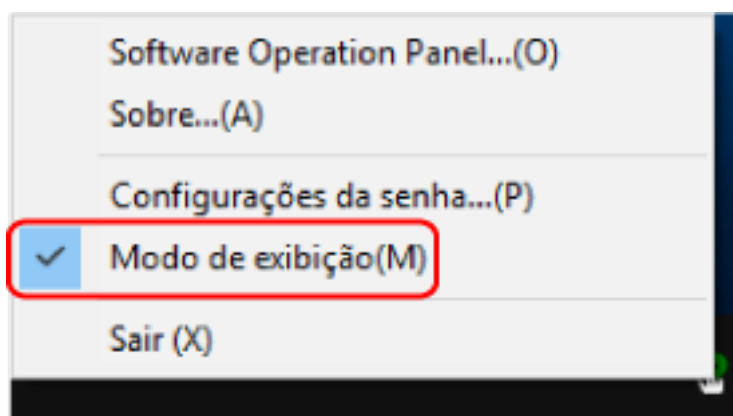 Software Operation Panel...(O)
Sobre...(A)
Configurações da senha...(P)
Modo de exibição(M)
Sair (X)